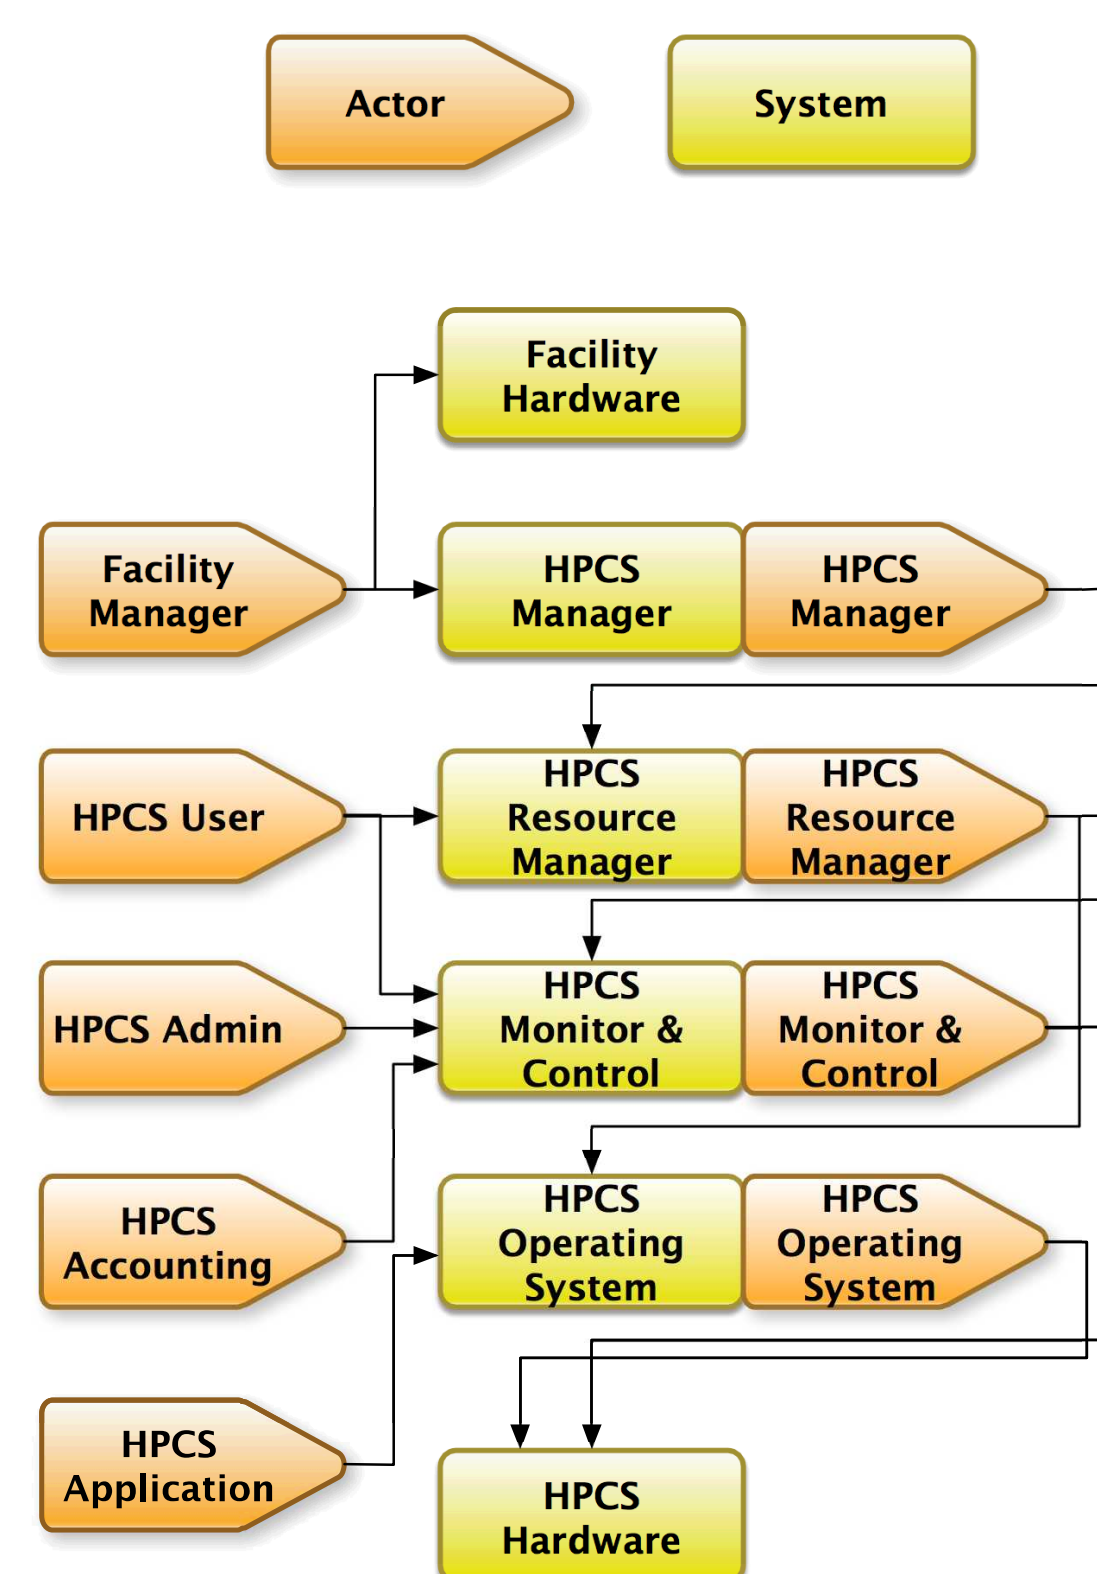 Actor
System
Facility
Hardware
Facility
Manager
HPCS
Manager
HPCS
Manager
HPCS User
HPCS
Resource
Manager
HPCS
Resource
Manager
HPCS Admin
HPCS
Monitor &
Control
HPCS
Monitor &
Control
HPCS
Accounting
HPCS
Operating
System
HPCS
Operating
System
HPCS
Application
HPCS
Hardware